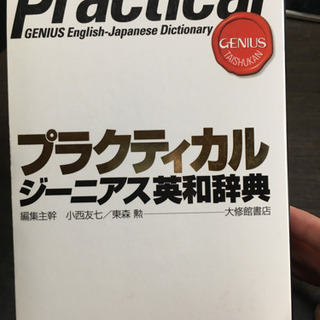 Practical
GENIUS English-Japanese Dictionary
GENIUS
TAISHUKAN
プラクティカル
ジーニアス英和辞典
編集主幹 小西友七／東森 勲 大修館書店